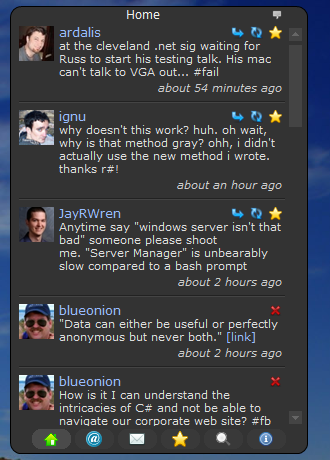 Home
ardalis
at the cleveland .net sig waiting for
Russ to start his testing talk. His mac
can't talk to VGA out... #fail
about 54 minutes ago
ignu
why doesn't this work? huh. oh wait,
why is that method gray? ohh, i didn't
actually use the new method i wrote.
thanks r#!
about an hour ago
JayRWren
Anytime say "windows server isn't that
bad" someone please shoot
me. "Server Manager" is unbearably
slow compared to a bash prompt
about 2 hours ago
blueonion
"Data can either be useful or perfectly
anonymous but never both." [link]
about 2 hours ago
blueonion
How is it I can understand the
intricacies of C# and not be able to
navigate our corporate web site? #fb